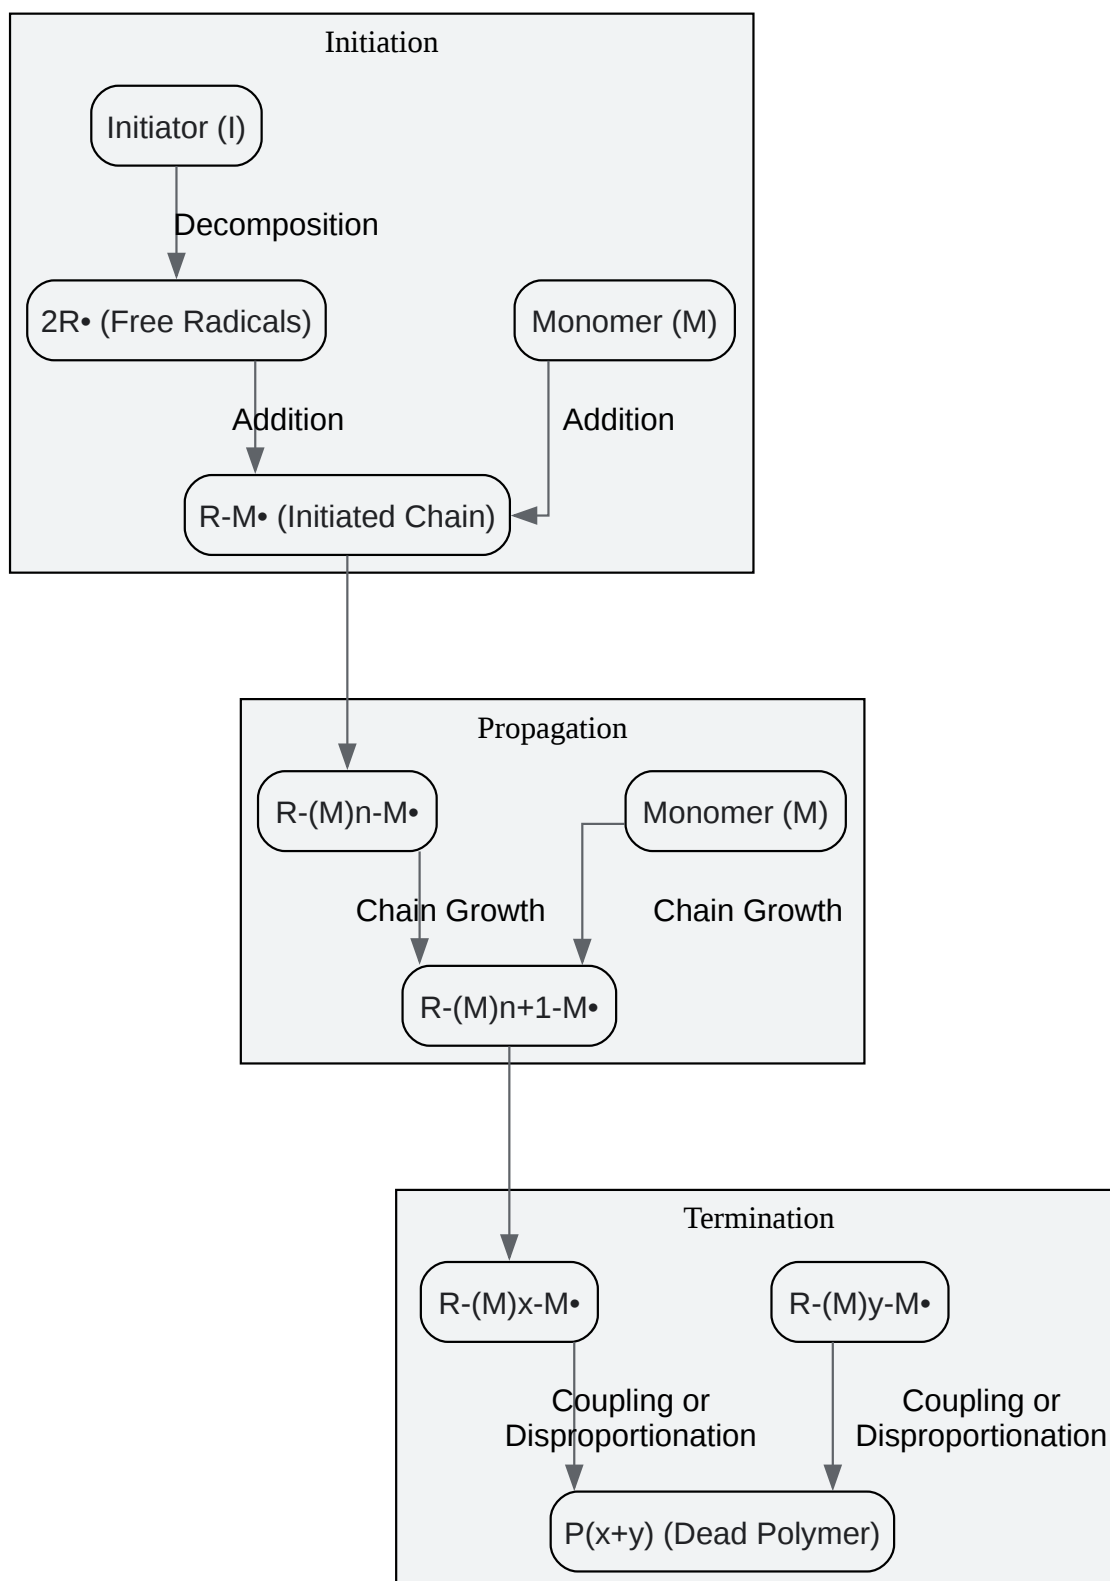 Initiation
Initiator (I)
Decomposition
2R• (Free Radicals)
Monomer (M)
Addition
Addition
R-M• (Initiated Chain)
Propagation
R-(M)n-M•
Monomer (M)
Chain Growth
Chain Growth
R-(M)n+1-M•
Termination
R-(M)x-M•
R-(M)y-M•
Coupling or
Disproportionation
Coupling or
Disproportionation
P(x+y) (Dead Polymer)